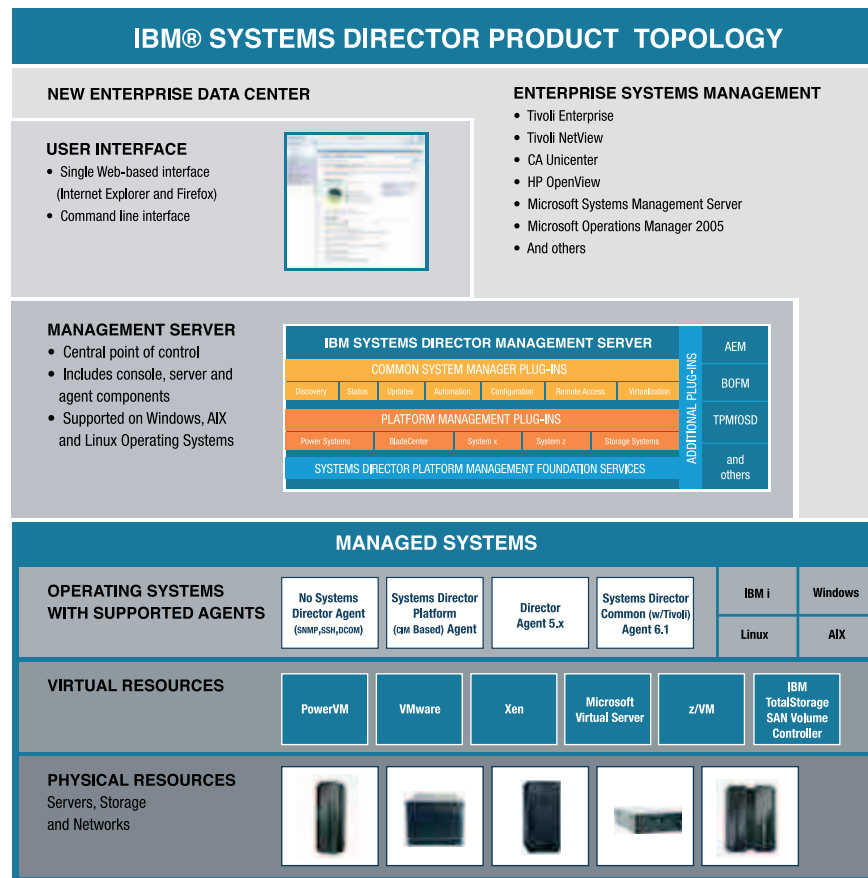 IBM® SYSTEMS DIRECTOR PRODUCT TOPOLOGY
NEW ENTERPRISE DATA CENTER
USER INTERFACE
• Single Web-based interface
(Internet Explorer and Firefox)
• Command line interface
ENTERPRISE SYSTEMS MANAGEMENT
• Tivoli Enterprise
• Tivoli NetView
• CA Unicenter
• HP OpenView
• Microsoft Systems Management Server
• Microsoft Operations Manager 2005
• And others
MANAGEMENT SERVER
• Central point of control
• Includes console, server and
agent components
• Supported on Windows, AIX
and Linux Operating Systems
IBM SYSTEMS DIRECTOR MANAGEMENT SERVER
COMMON SYSTEM MANAGER PLUG-INS
Discovery Status Updates Automation Configuration Remote Access Virtualization
PLATFORM MANAGEMENT PLUG-INS
Power Systems BladeCenter System x System z Storage Systems
SYSTEMS DIRECTOR PLATFORM MANAGEMENT FOUNDATION SERVICES
ADDITIONAL PLUG-INS
AEM
BOFM
TPMfOSD
and
others
MANAGED SYSTEMS
OPERATING SYSTEMS
WITH SUPPORTED AGENTS
No Systems
Director Agent
(SNMP,SSH,DCOM)
Systems Director
Platform
(CIM Based) Agent
Director
Agent 5.x
Systems Director
Common (w/Tivoli)
Agent 6.1
IBM i
Windows
Linux
AIX
VIRTUAL RESOURCES
PowerVM
VMware
Xen
Microsoft
Virtual Server
z/VM
IBM
TotalStorage
SAN Volume
Controller
PHYSICAL RESOURCES
Servers, Storage
and Networks